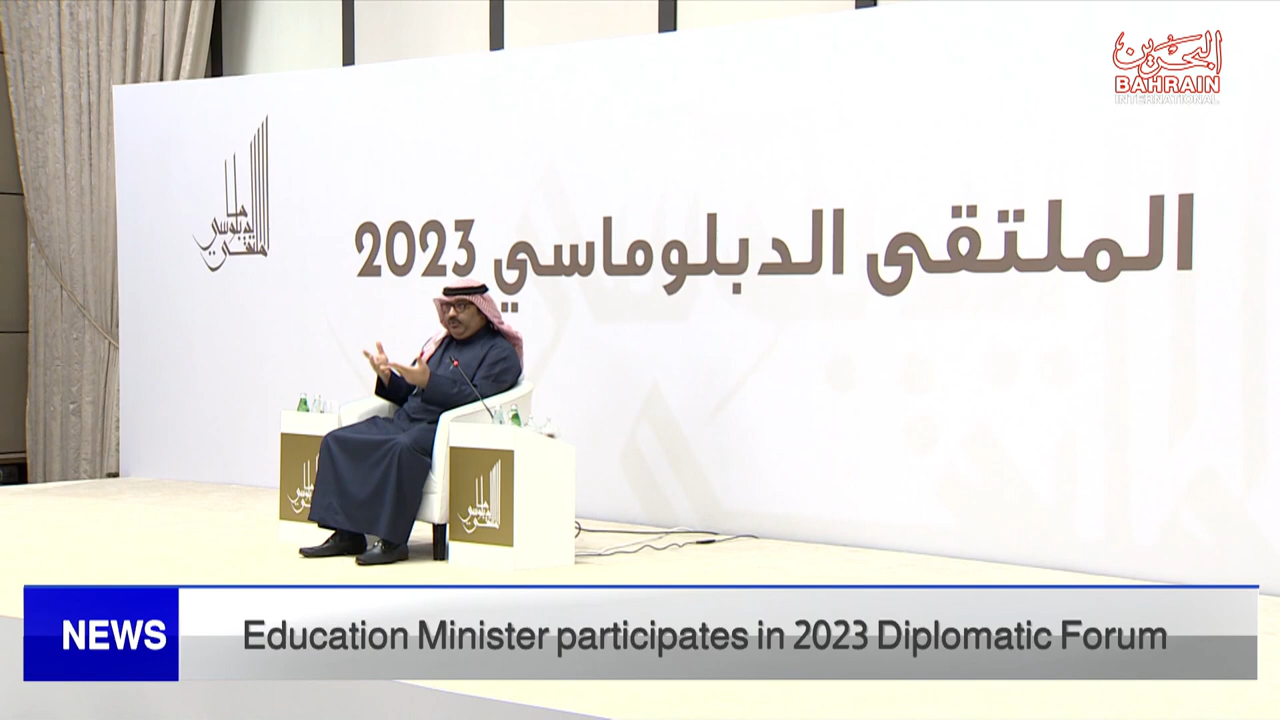 البحرين
BAHRAIN
INTERNATIONAL
الملتقى الدبلوماسي 2023
NEWS
Education Minister participates in 2023 Diplomatic Forum